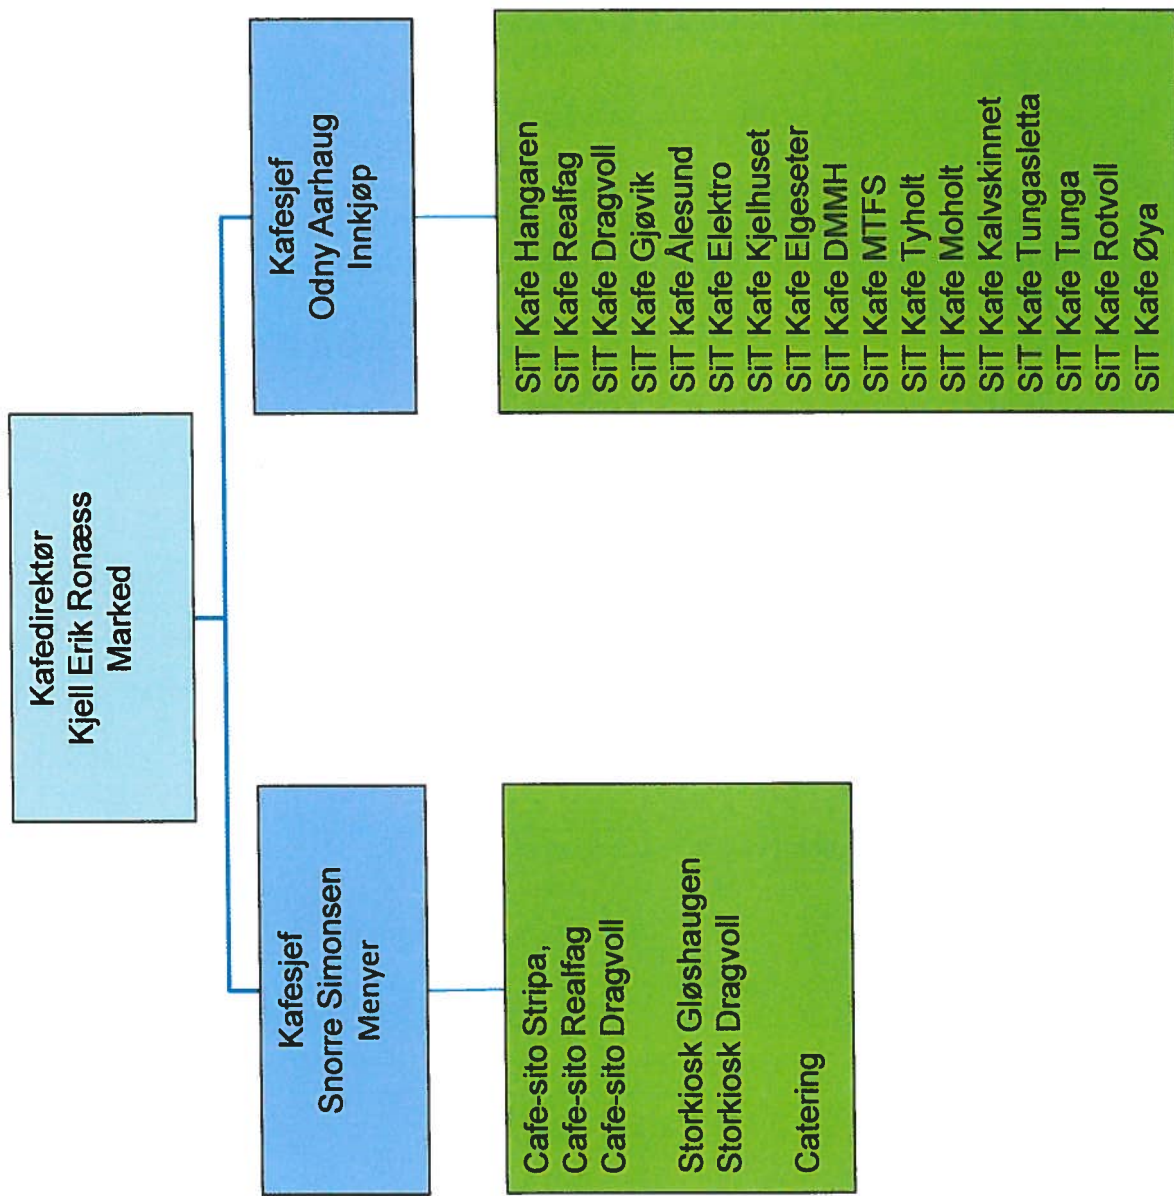 Kafedirektør
Kjell Erik Ronæss
Marked
Kafesjef
Snorre Simonsen
Menyer
Kafesjef
Odny Aarhaug
Innkjøp
Cafe-sito Stripa,
Cafe-sito Realfag
Cafe-sito Dragvoll
Storkiosk Gløshaugen
Storkiosk Dragvoll
Catering
SiT Kafe Hangaren
SiT Kafe Realfag
SiT Kafe Dragvoll
SiT Kafe Gjøvik
SiT Kafe Ålesund
SiT Kafe Elektro
SiT Kafe Kjelhuset
SiT Kafe Elgeseter
SiT Kafe DMMH
SiT Kafe MTFS
SiT Kafe Tyholt
SiT Kafe Moholt
SiT Kafe Kalvskinnet
SiT Kafe Tungasletta
SiT Kafe Tunga
SiT Kafe Rotvoll
SiT Kafe Øya